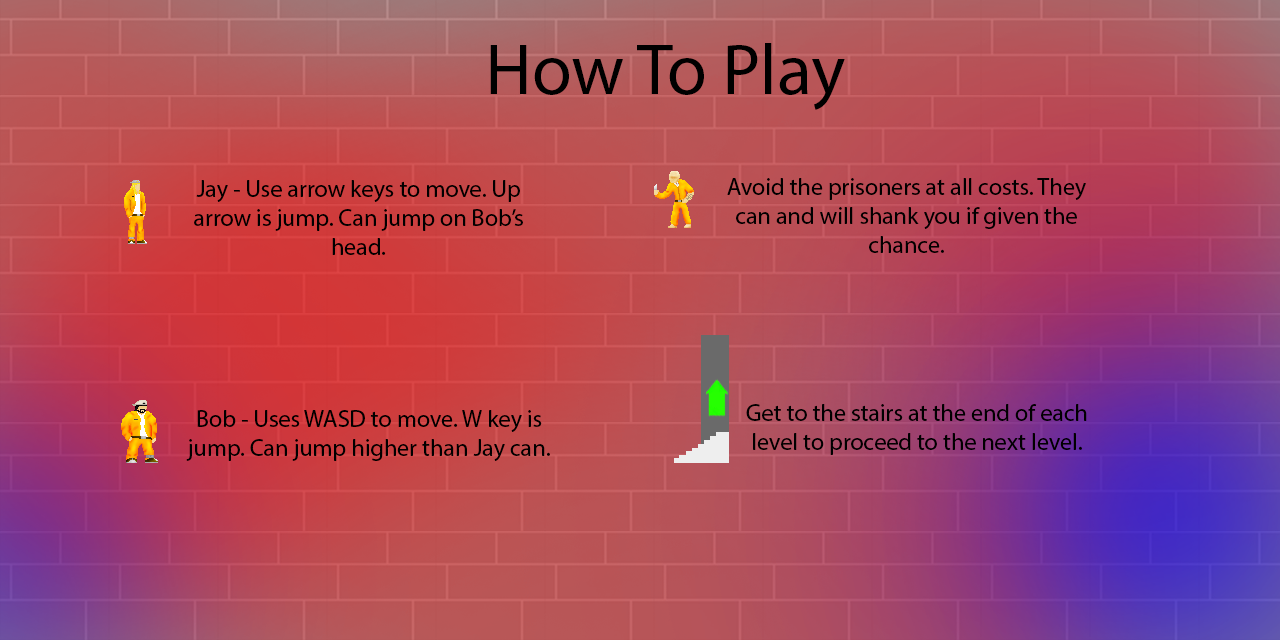 How To Play
Jay - Use arrow keys to move. Up
arrow is jump. Can jump on Bob’s
head.
Avoid the prisoners at all costs. They
can and will shank you if given the
chance.
Bob - Uses WASD to move. W key is
jump. Can jump higher than Jay can.
Get to the stairs at the end of each
level to proceed to the next level.